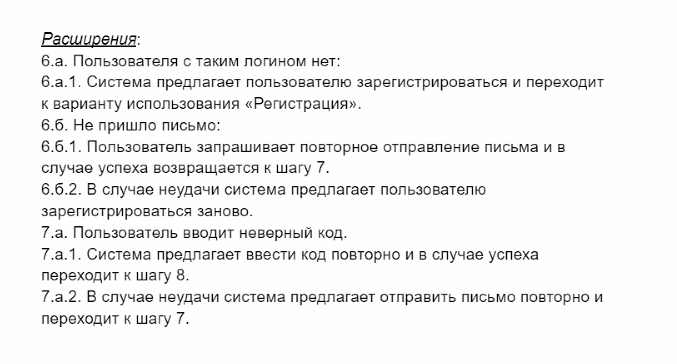 Расширения:
6.а. Пользователя с таким логином нет:
6.а.1. Система предлагает пользователю зарегистрироваться и переходит
к варианту использования «Регистрация».
6.б. Не пришло письмо:
6.б.1. Пользователь запрашивает повторное отправление письма и в
случае успеха возвращается к шагу 7.
6.б.2. В случае неудачи система предлагает пользователю
зарегистрироваться заново.
7.а. Пользователь вводит неверный код.
7.а.1. Система предлагает ввести код повторно и в случае успеха
переходит к шагу 8.
7.а.2. В случае неудачи система предлагает отправить письмо повторно и
переходит к шагу 7.